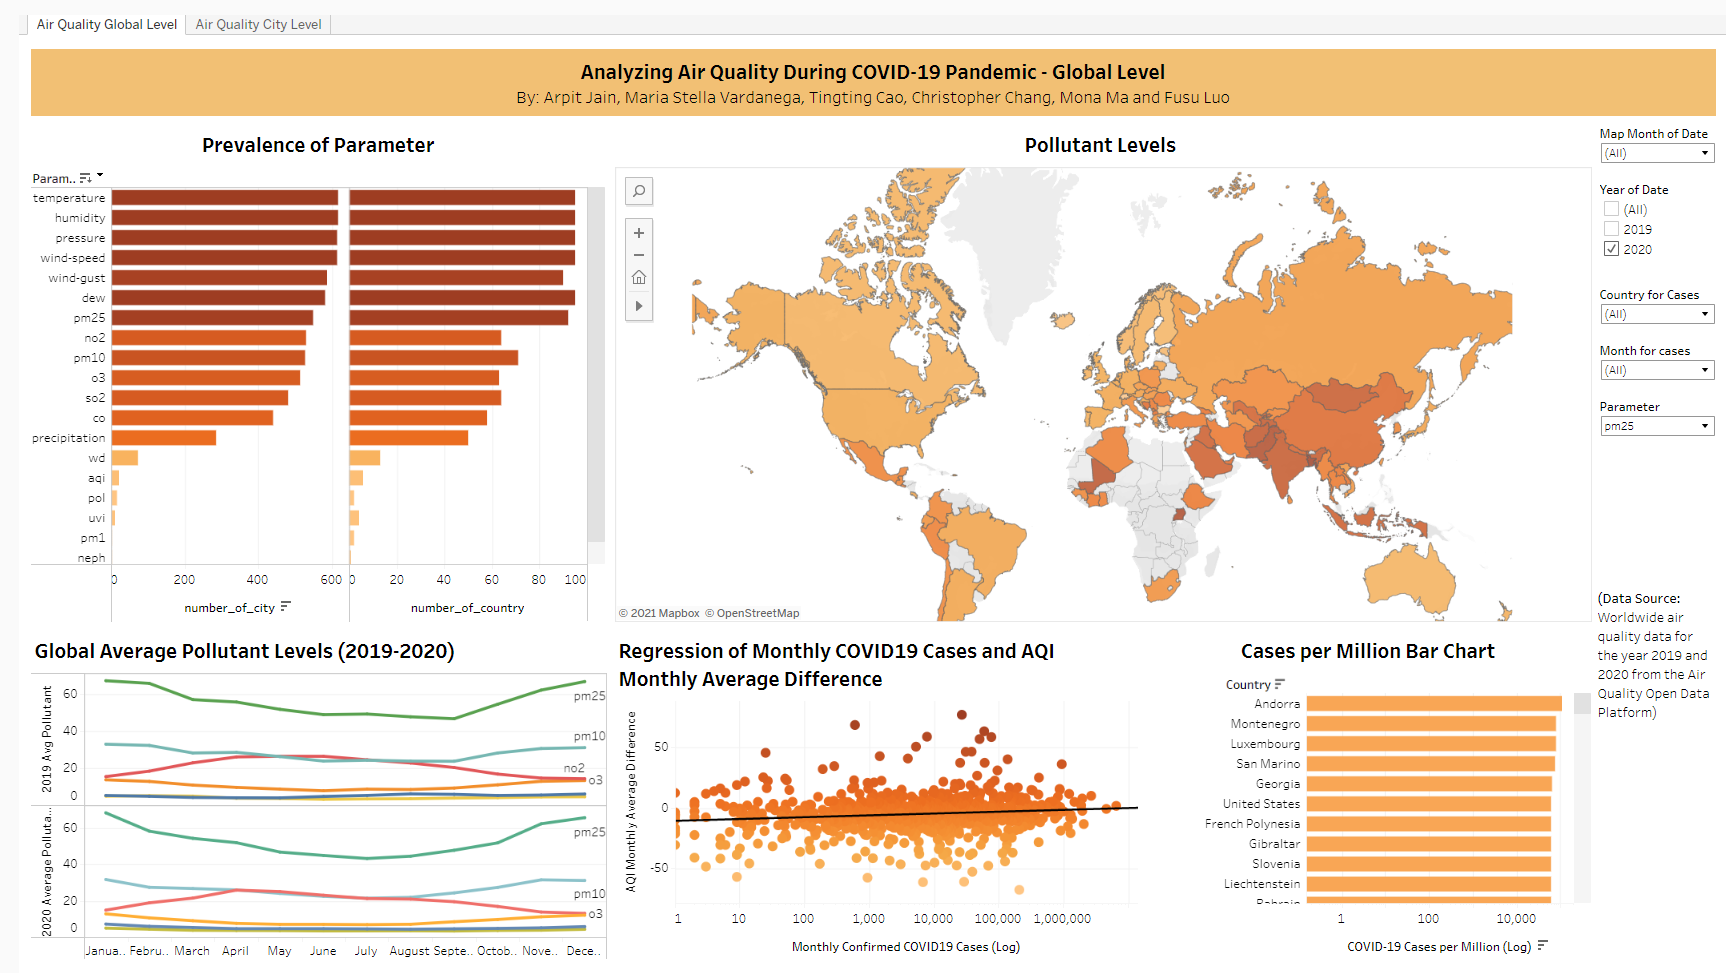 Air Quality Global Level
Air Quality City Level
Analyzing Air Quality During COVID-19 Pandemic - Global Level
By: Arpit Jain, Maria Stella Vardanega, Tingting Cao, Christopher Chang, Mona Ma and Fusu Luo
Prevalence of Parameter
Param..
temperature
humidity
pressure
wind-speed
wind-gust
dew
pm25
no2
pm10
o3
so2
co
precipitation
wd
aqi
pol
uvi
pm1
neph
0 200 400 600 0 20 40 60 80 100
number_of_city
number_of_country
Pollutant Levels
© 2021 Mapbox © OpenStreetMap
Map Month of Date
(All)
Year of Date
(All)
2019
2020
Country for Cases
(All)
Month for cases
(All)
Parameter
pm25
(Data Source:
Worldwide air
quality data for
the year 2019 and
2020 from the Air
Quality Open Data
Platform)
Global Average Pollutant Levels (2019-2020)
2019 Avg Pollutant
60
40
20
0
pm25
pm10
no2
o3
2020 Average Polluta..
60
40
20
0
pm25
pm10
o3
Janua.. Febru.. March April May June July August Septe.. Octob.. Nove.. Dece..
Regression of Monthly COVID19 Cases and AQI
Monthly Average Difference
AQI Monthly Average Difference
50
0
-50
1 10 100 1,000 10,000 100,000 1,000,000
Monthly Confirmed COVID19 Cases (Log)
Cases per Million Bar Chart
Country
Andorra
Montenegro
Luxembourg
San Marino
Georgia
United States
French Polynesia
Gibraltar
Slovenia
Liechtenstein
Bahrain
1 100 10,000
COVID-19 Cases per Million (Log)